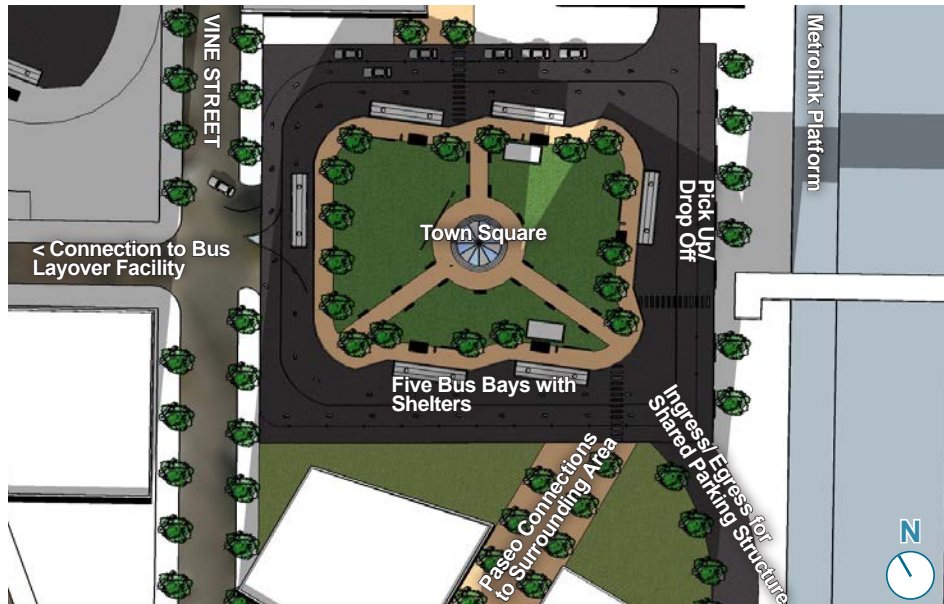 VINE STREET
Metrolink Platform
Pick Up/
Drop Off
Town Square
< Connection to Bus
Layover Facility
Five Bus Bays with
Shelters
Ingress/ Egress for
Shared Parking Structure
Paseo Connections
to Surrounding Area
N